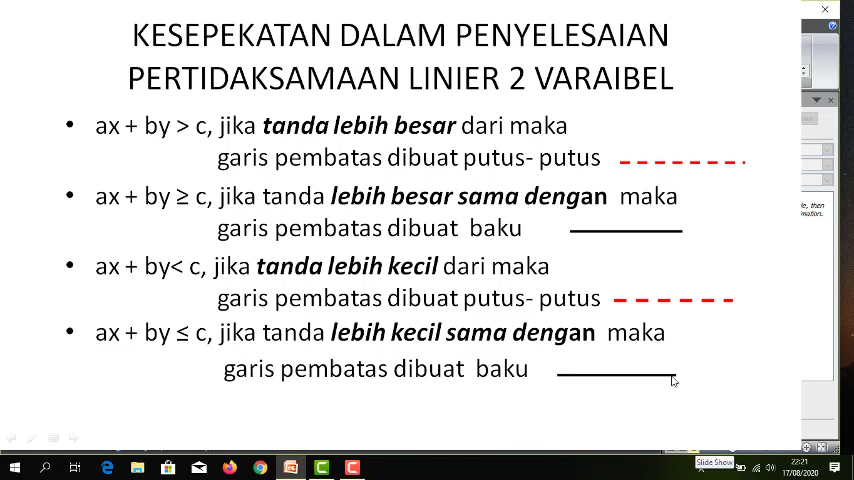 KESEPEKATAN DALAM PENYELESAIAN
PERTIDAKSAMAAN LINIER 2 VARAIBEL
• ax + by > c, jika tanda lebih besar dari maka
garis pembatas dibuat putus- putus
• ax + by ≥ c, jika tanda lebih besar sama dengan maka
garis pembatas dibuat baku
• ax + by< c, jika tanda lebih kecil dari maka
garis pembatas dibuat putus- putus
• ax + by ≤ c, jika tanda lebih kecil sama dengan maka
garis pembatas dibuat baku
then
Slide Show
22:21
17/08/2020